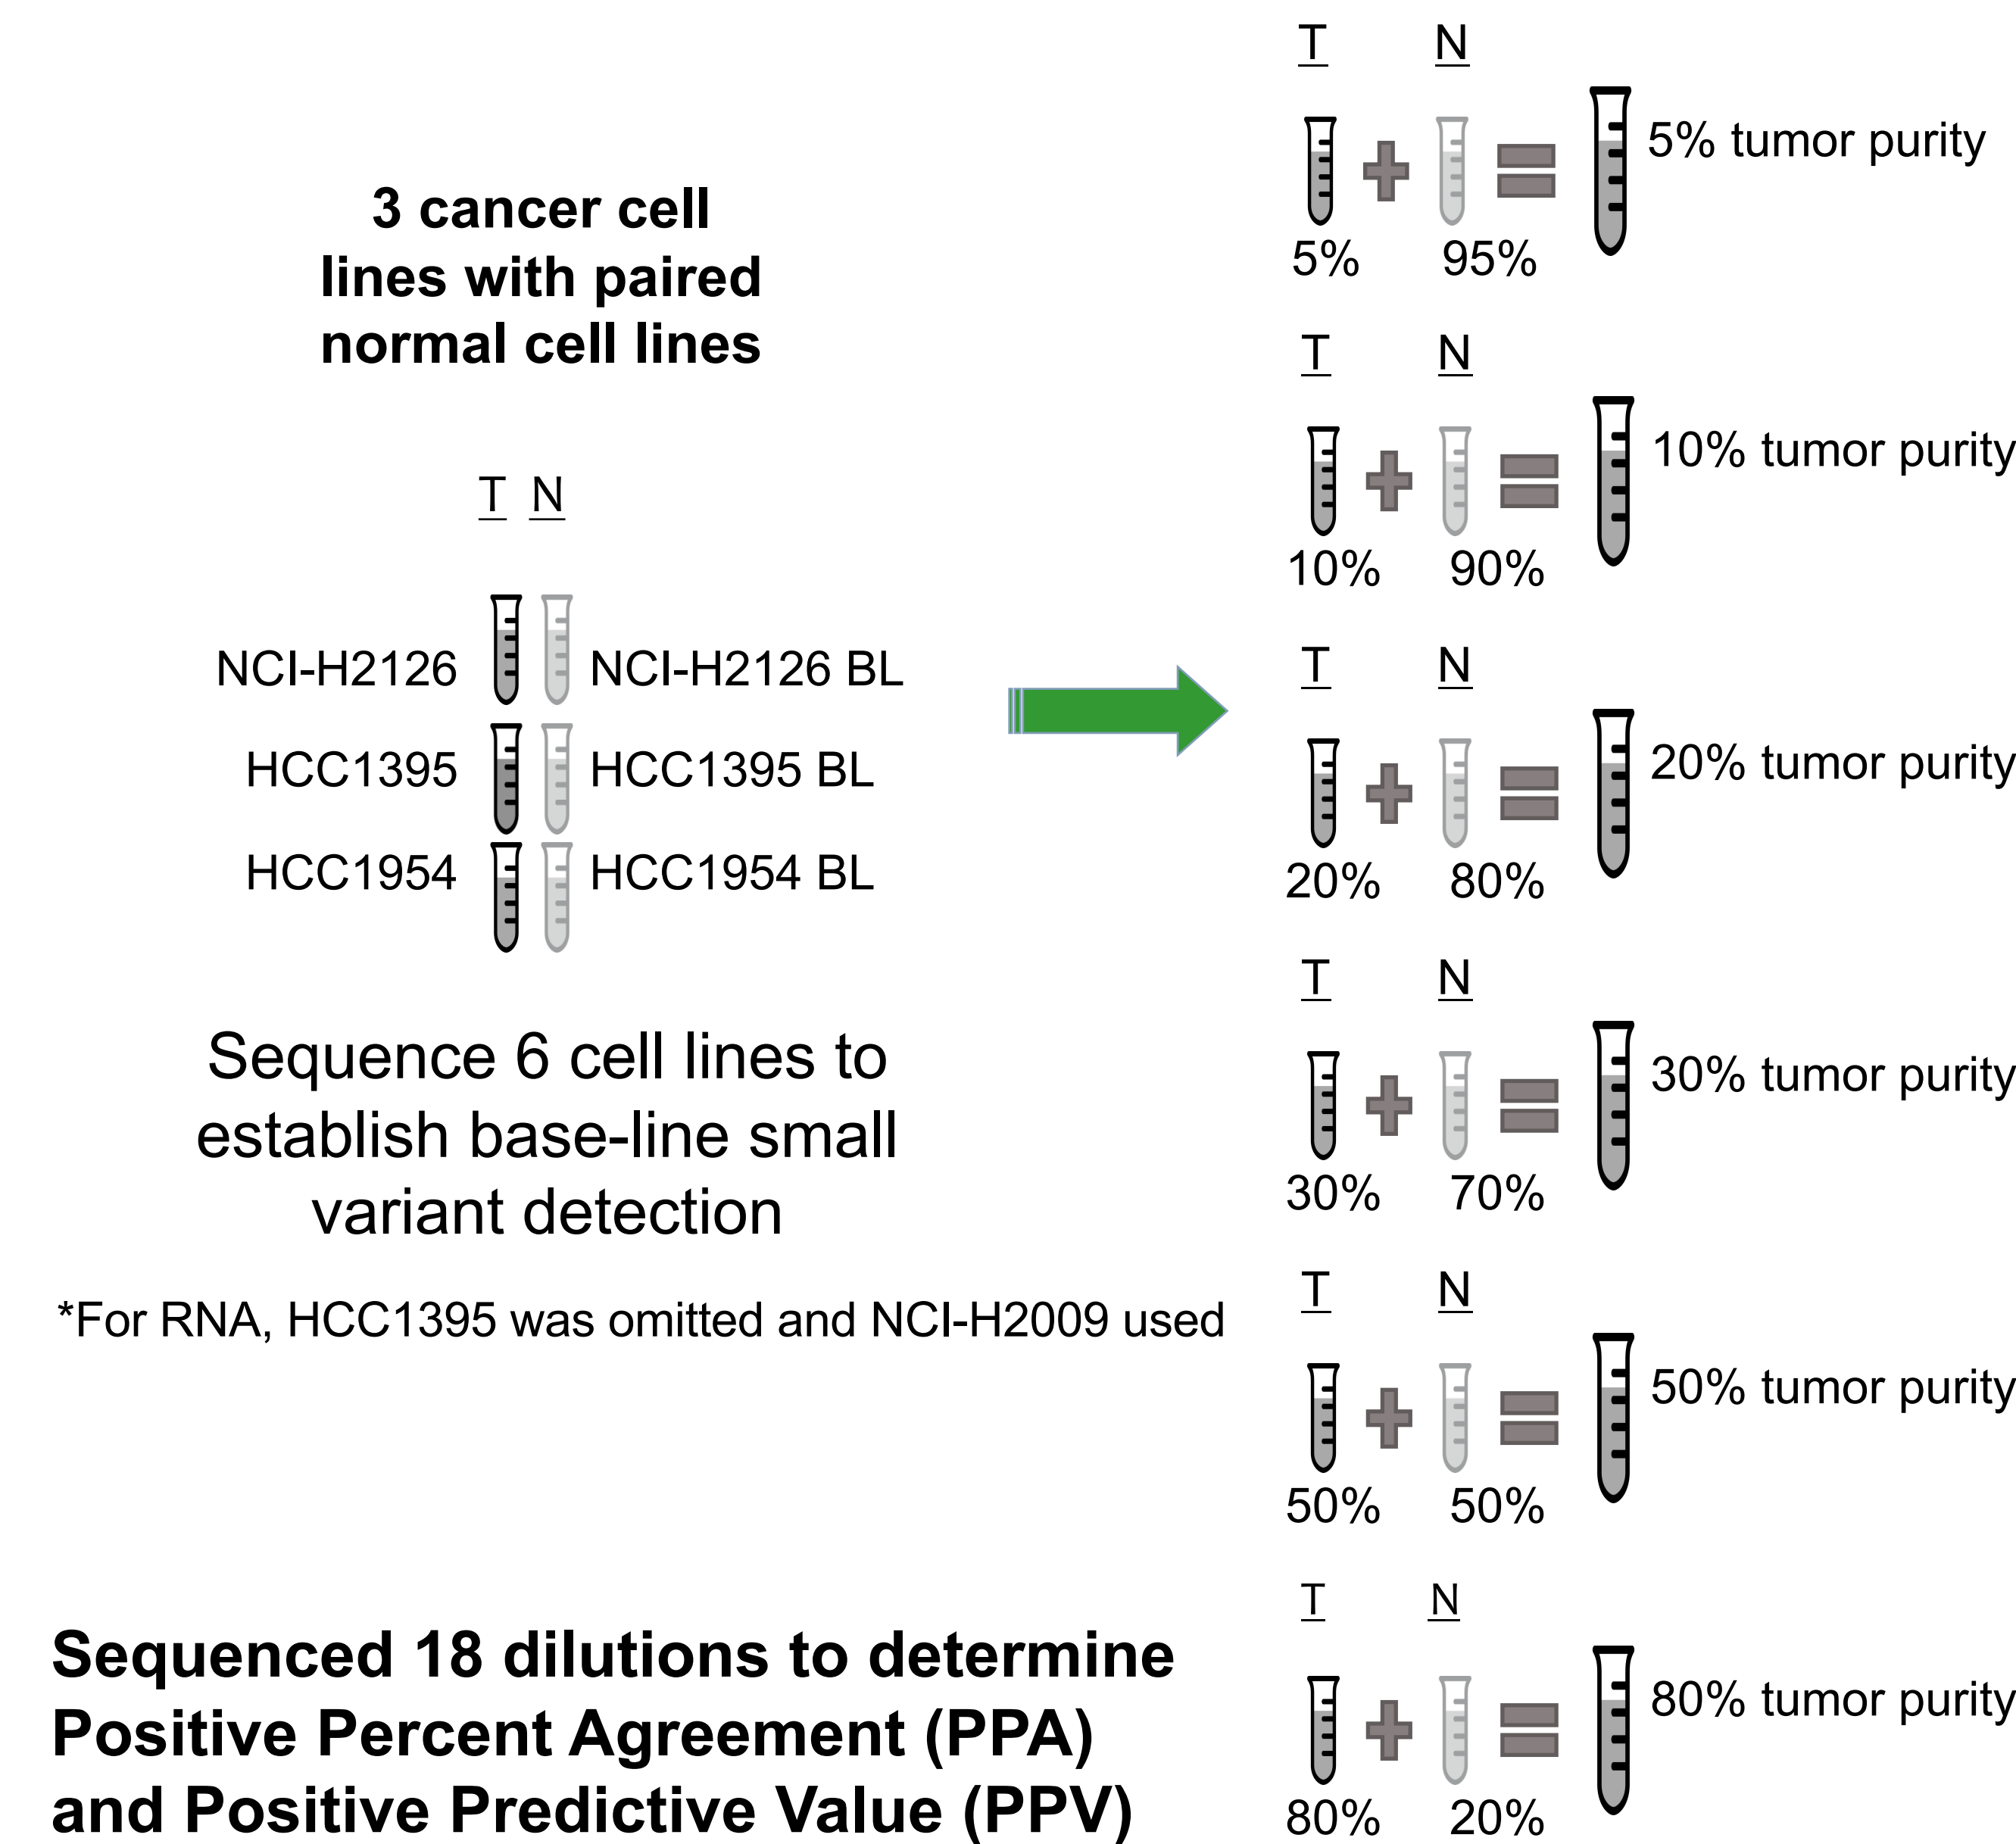 3 cancer cell
lines with paired
normal cell lines
T N
NCI-H2126 NCI-H2126 BL
HCC1395 HCC1395 BL
HCC1954 HCC1954 BL
Sequence 6 cell lines to
establish base-line small
variant detection
*For RNA, HCC1395 was omitted and NCI-H2009 used
Sequenced 18 dilutions to determine
Positive Percent Agreement (PPA)
and Positive Predictive Value (PPV)
T N
5% tumor purity
5% 95%
T N
10% tumor purity
10% 90%
T N
20% tumor purity
20% 80%
T N
30% tumor purity
30% 70%
T N
50% tumor purity
50% 50%
T N
80% tumor purity
80% 20%